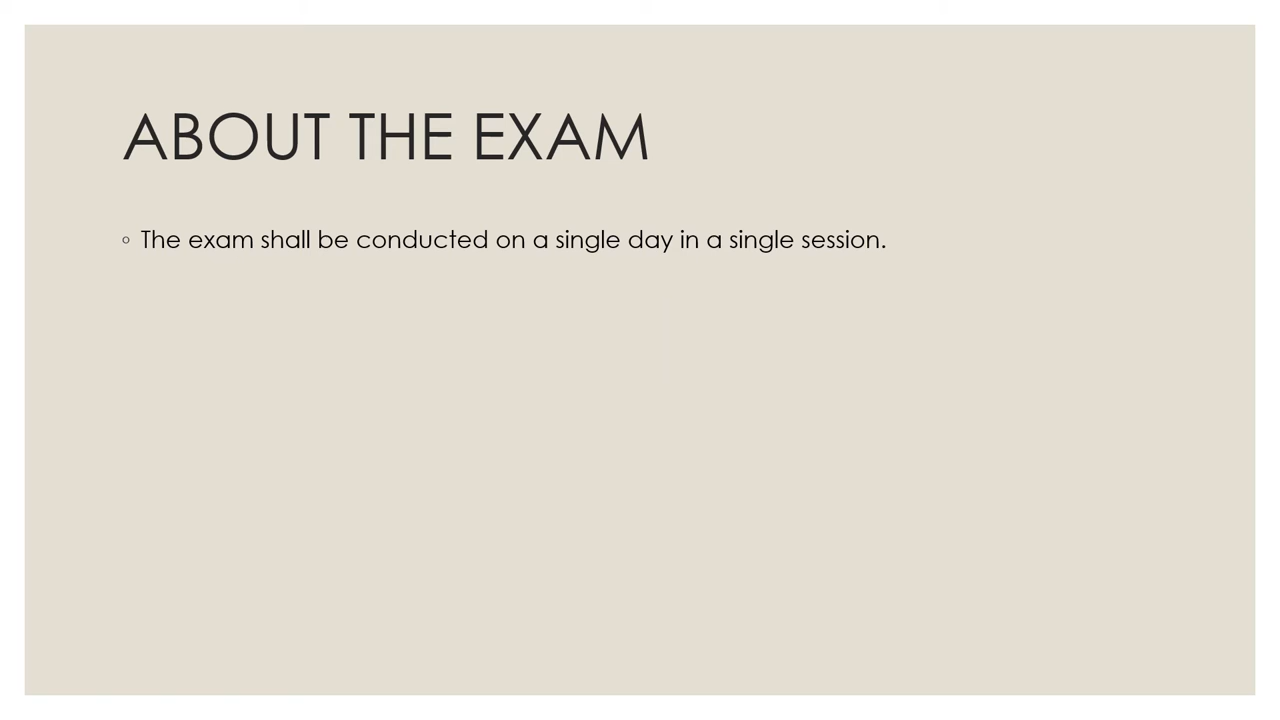 ABOUT THE EXAM
◦ The exam shall be conducted on a single day in a single session.